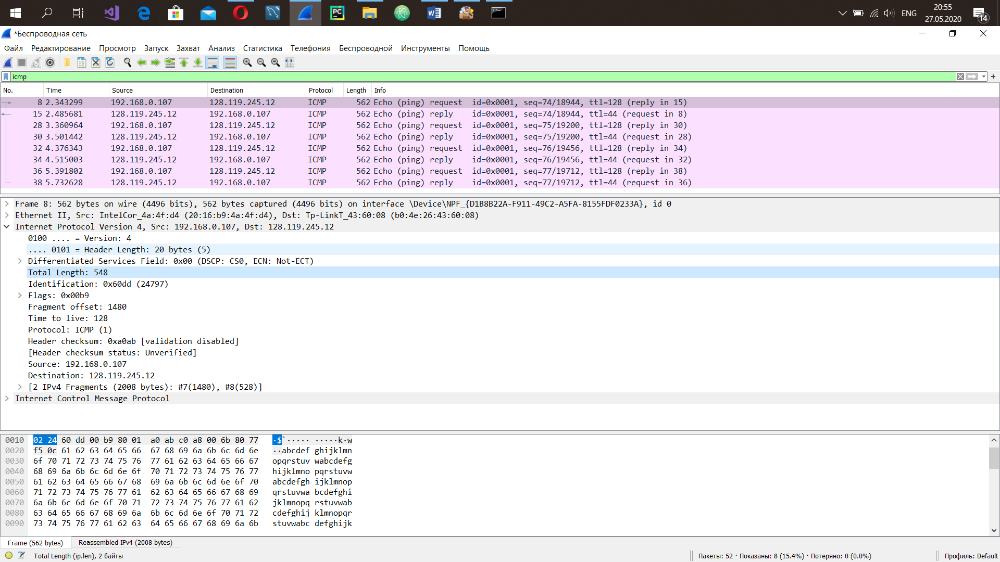 PC
W
ENG
20:55
27.05.2020
14
*Беспроводная сеть
Файл Редактирование Просмотр Запуск Захват Анализ Статистика Телефония Беспроводной Инструменты Помощь
icmp
No. Time Source Destination Protocol Length Info
8 2.343299 192.168.0.107 128.119.245.12 ICMP 562 Echo (ping) request id=0x0001, seq=74/18944, ttl=128 (reply in 15)
15 2.485681 128.119.245.12 192.168.0.107 ICMP 562 Echo (ping) reply id=0x0001, seq=74/18944, ttl=44 (request in 8)
28 3.360964 192.168.0.107 128.119.245.12 ICMP 562 Echo (ping) request id=0x0001, seq=75/19200, ttl=128 (reply in 30)
30 3.501442 128.119.245.12 192.168.0.107 ICMP 562 Echo (ping) reply id=0x0001, seq=75/19200, ttl=44 (request in 28)
32 4.376343 192.168.0.107 128.119.245.12 ICMP 562 Echo (ping) request id=0x0001, seq=76/19456, ttl=128 (reply in 34)
34 4.515003 128.119.245.12 192.168.0.107 ICMP 562 Echo (ping) reply id=0x0001, seq=76/19456, ttl=44 (request in 32)
36 5.391802 192.168.0.107 128.119.245.12 ICMP 562 Echo (ping) request id=0x0001, seq=77/19712, ttl=128 (reply in 38)
38 5.732628 128.119.245.12 192.168.0.107 ICMP 562 Echo (ping) reply id=0x0001, seq=77/19712, ttl=44 (request in 36)
Frame 8: 562 bytes on wire (4496 bits), 562 bytes captured (4496 bits) on interface \Device\NPF_{D1B8B22A-F911-49C2-A5FA-8155FDF0233A}, id 0
Ethernet II, Src: IntelCor_4a:4f:d4 (20:16:b9:4a:4f:d4), Dst: Tp-LinkT_43:60:08 (b0:4e:26:43:60:08)
Internet Protocol Version 4, Src: 192.168.0.107, Dst: 128.119.245.12
0100 .... = Version: 4
.... 0101 = Header Length: 20 bytes (5)
Differentiated Services Field: 0x00 (DSCP: CS0, ECN: Not-ECT)
Total Length: 548
Identification: 0x60dd (24797)
Flags: 0x00b9
Fragment offset: 1480
Time to live: 128
Protocol: ICMP (1)
Header checksum: 0xa0ab [validation disabled]
[Header checksum status: Unverified]
Source: 192.168.0.107
Destination: 128.119.245.12
[2 IPv4 Fragments (2008 bytes): #7(1480), #8(528)]
Internet Control Message Protocol
0010 02 24 60 dd 00 b9 80 01 a0 ab c0 a8 00 6b 80 77 ·$`····· ·····k·w
0020 f5 0c 61 62 63 64 65 66 67 68 69 6a 6b 6c 6d 6e ··abcdef ghijklmn
0030 6f 70 71 72 73 74 75 76 77 61 62 63 64 65 66 67 opqrstuv wabcdefg
0040 68 69 6a 6b 6c 6d 6e 6f 70 71 72 73 74 75 76 77 hijklmno pqrstuvw
0050 61 62 63 64 65 66 67 68 69 6a 6b 6c 6d 6e 6f 70 abcdefgh ijklmnop
0060 71 72 73 74 75 76 77 61 62 63 64 65 66 67 68 69 qrstuvwa bcdefghi
0070 6a 6b 6c 6d 6e 6f 70 71 72 73 74 75 76 77 61 62 jklmnopq rstuvwab
0080 63 64 65 66 67 68 69 6a 6b 6c 6d 6e 6f 70 71 72 cdefghij klmnopqr
0090 73 74 75 76 77 61 62 63 64 65 66 67 68 69 6a 6b stuvwabc defghijk
Frame (562 bytes) Reassembled IPv4 (2008 bytes)
Total Length (ip.len), 2 байты
Пакеты: 52 · Показаны: 8 (15.4%) · Потеряно: 0 (0.0%)
Профиль: Default